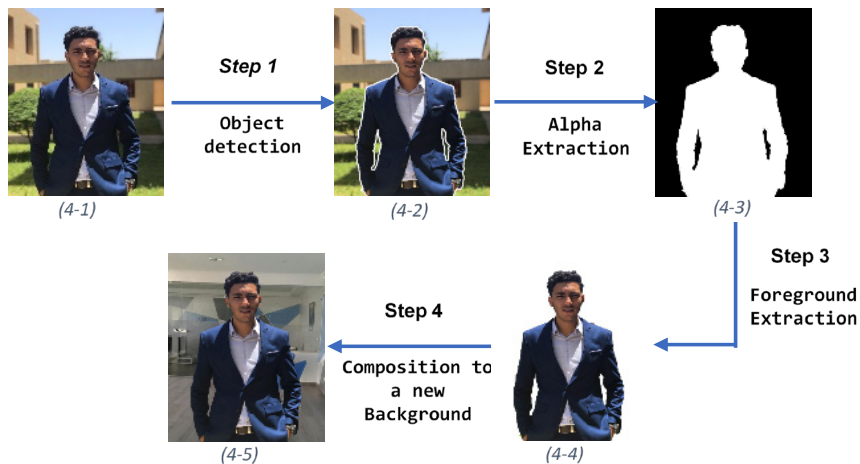 Step 1
Object
detection
Step 2
Alpha
Extraction
(4-1)
(4-2)
(4-3)
Step 3
Foreground
Extraction
Step 4
Composition to
a new
Background
(4-5)
(4-4)